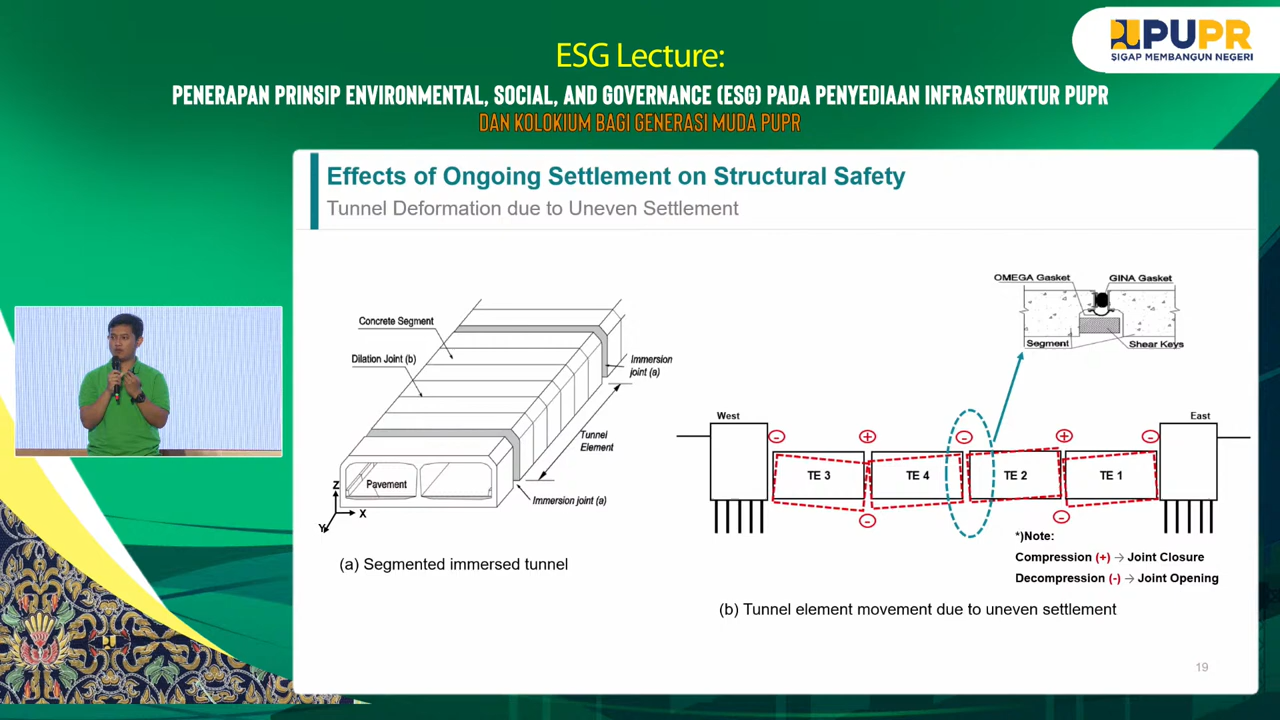 ESG Lecture:
PENERAPAN PRINSIP ENVIRONMENTAL, SOCIAL, AND GOVERNANCE (ESG) PADA PENYEDIAAN INFRASTRUKTUR PUPR
DAN KOLOKIUM BAGI GENERASI MUDA PUPR
PUPR
SIGAP MEMBANGUN NEGERI
Effects of Ongoing Settlement on Structural Safety
Tunnel Deformation due to Uneven Settlement
Concrete Segment
Dilation Joint (b)
Immersion
joint (a)
Tunnel
Element
Pavement
Immersion joint (a)
Z
X
Y
(a) Segmented immersed tunnel
OMEGA Gasket
GINA Gasket
Segment
Shear Keys
West
East
- + - + -
TE 3
TE 4
TE 2
TE 1
- -
*)Note:
Compression (+) → Joint Closure
Decompression (-) → Joint Opening
(b) Tunnel element movement due to uneven settlement
19